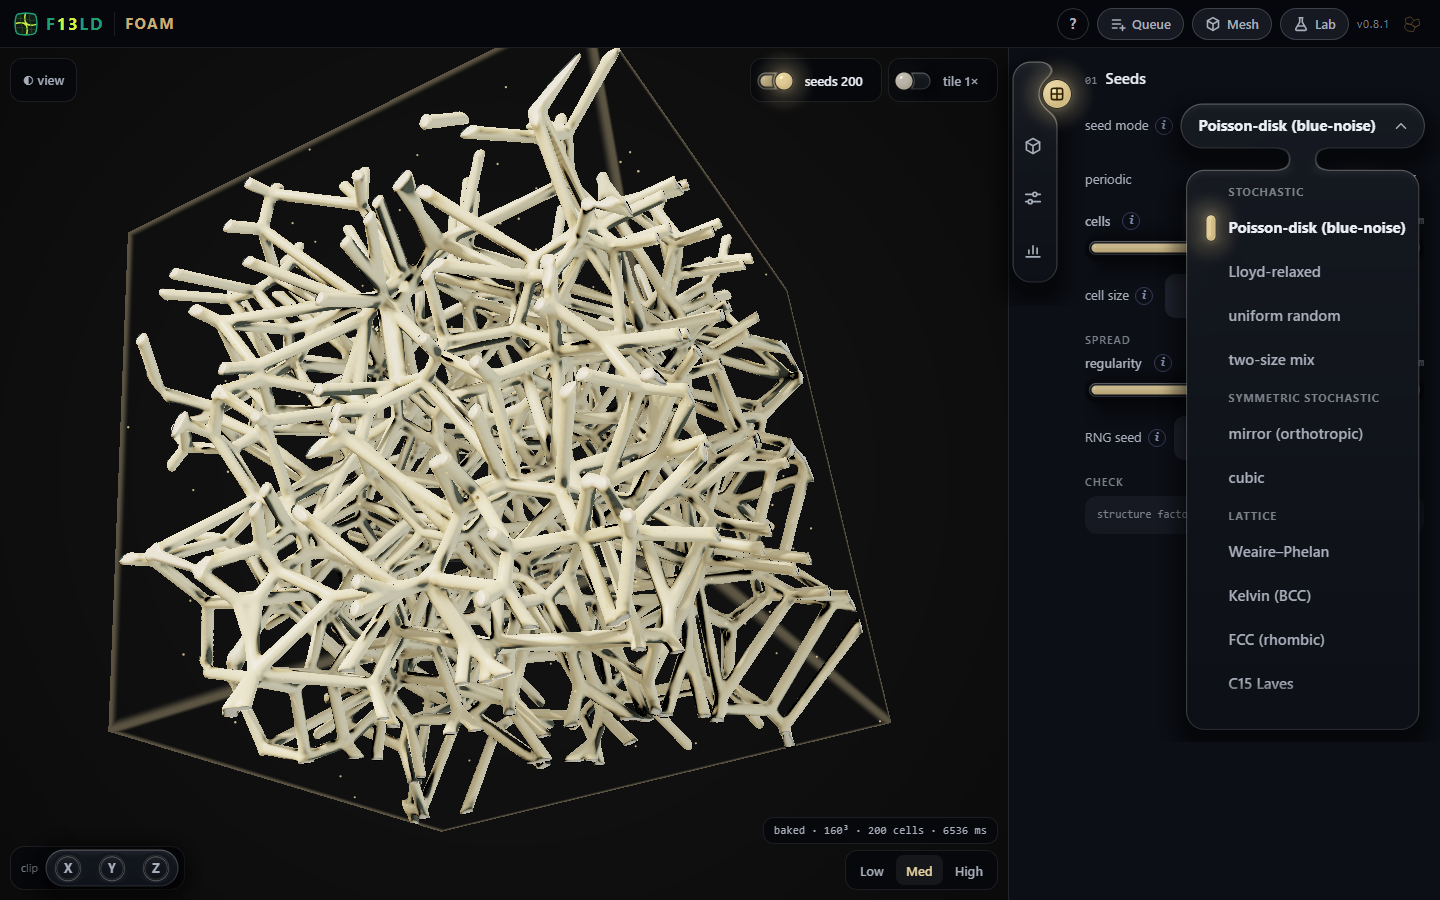 F13LD FOAM
? Queue Mesh Lab v0.8.1
view
seeds 200
tile 1×
01 Seeds
seed mode i Poisson-disk (blue-noise)
periodic
cells i
cell size i
SPREAD
regularity i
RNG seed i
CHECK
structure facto
STOCHASTIC
Poisson-disk (blue-noise)
Lloyd-relaxed
uniform random
two-size mix
SYMMETRIC STOCHASTIC
mirror (orthotropic)
cubic
LATTICE
Weaire–Phelan
Kelvin (BCC)
FCC (rhombic)
C15 Laves
baked · 160³ · 200 cells · 6536 ms
clip X Y Z
Low Med High